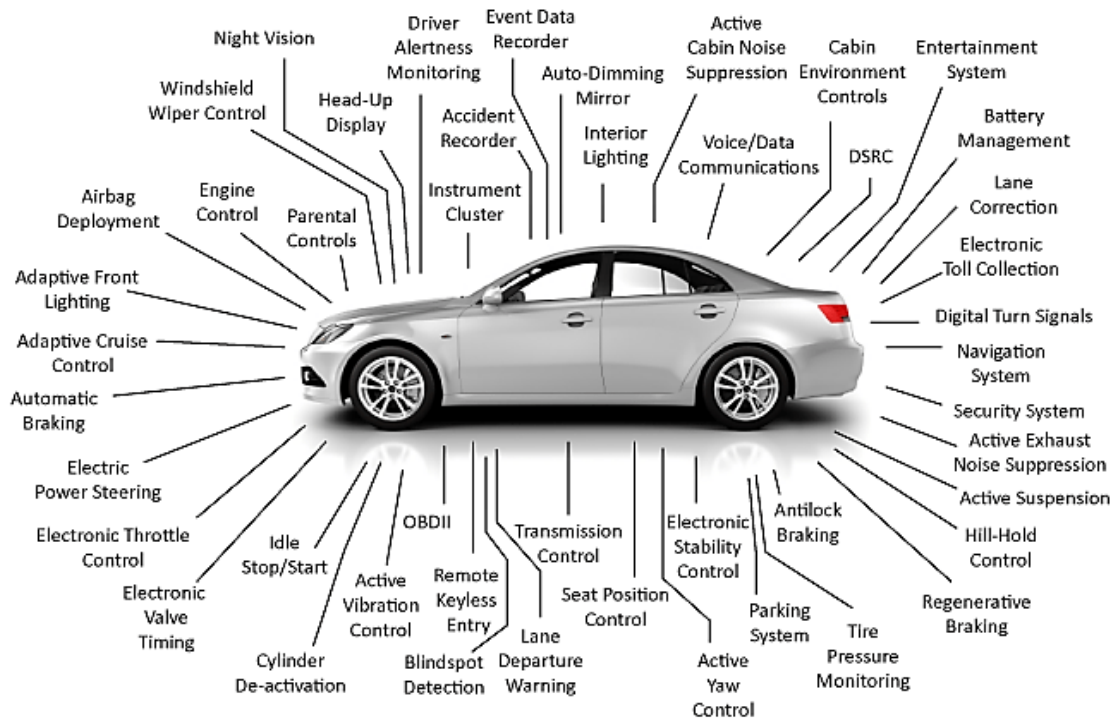 Night Vision
Driver
Alertness
Monitoring
Event Data
Recorder
Active
Cabin Noise
Suppression
Cabin
Environment
Controls
Entertainment
System
Windshield
Wiper Control
Head-Up
Display
Accident
Recorder
Auto-Dimming
Mirror
Interior
Lighting
Voice/Data
Communications
DSRC
Battery
Management
Airbag
Deployment
Engine
Control
Parental
Controls
Instrument
Cluster
Lane
Correction
Electronic
Toll Collection
Adaptive Front
Lighting
Digital Turn Signals
Adaptive Cruise
Control
Navigation
System
Automatic
Braking
Security System
Electric
Power Steering
Active Exhaust
Noise Suppression
Active Suspension
Electronic Throttle
Control
Idle
Stop/Start
OBDII
Transmission
Control
Electronic
Stability
Control
Antilock
Braking
Hill-Hold
Control
Electronic
Valve
Timing
Active
Vibration
Control
Remote
Keyless
Entry
Seat Position
Control
Parking
System
Regenerative
Braking
Cylinder
De-activation
Blindspot
Detection
Lane
Departure
Warning
Active
Yaw
Control
Tire
Pressure
Monitoring